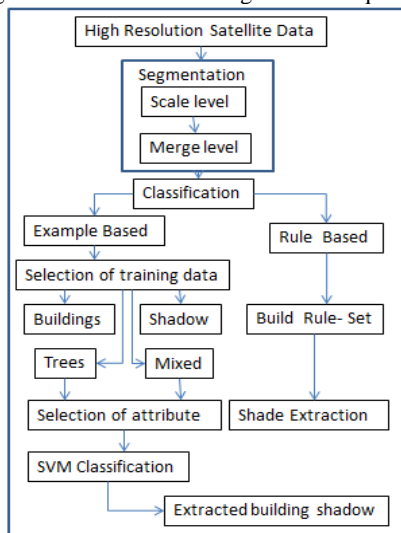 High Resolution Satellite Data
Segmentation
Scale level
Merge level
Classification
Example Based
Rule Based
Selection of training data
Buildings
Shadow
Build Rule- Set
Trees
Mixed
Selection of attribute
Shade Extraction
SVM Classification
Extracted building shadow